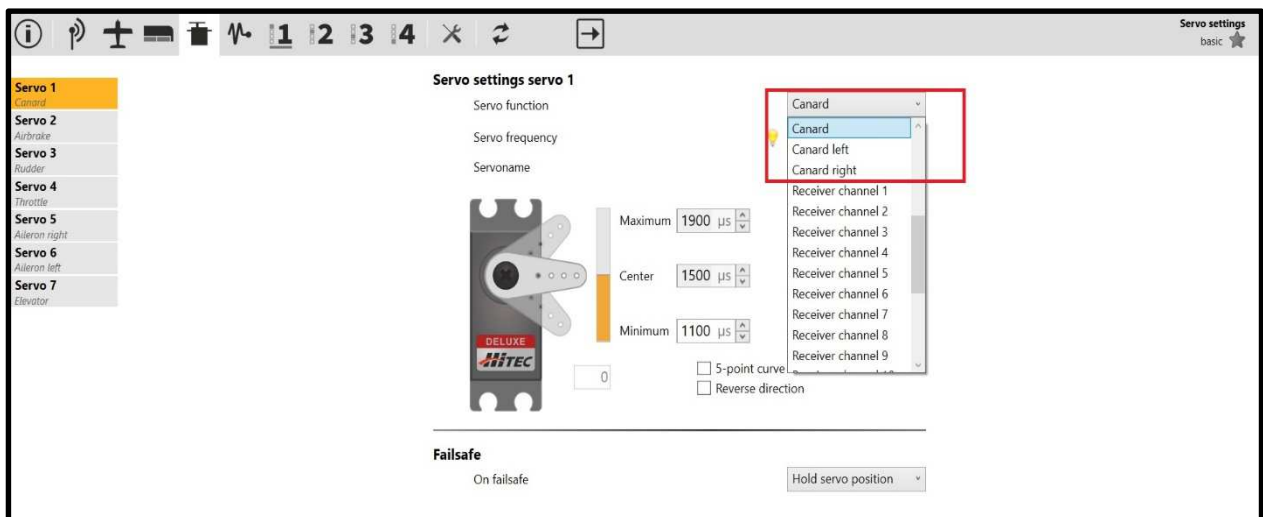 1 2 3 4
Servo settings
basic
Servo 1
Canard
Servo 2
Airbrake
Servo 3
Rudder
Servo 4
Throttle
Servo 5
Aileron right
Servo 6
Aileron left
Servo 7
Elevator
Servo settings servo 1
Servo function
Canard
Servo frequency
Servoname
Canard
Canard left
Canard right
Receiver channel 1
Receiver channel 2
Receiver channel 3
Receiver channel 4
Receiver channel 5
Receiver channel 6
Receiver channel 7
Receiver channel 8
Receiver channel 9
Maximum 1900 µs
Center 1500 µs
Minimum 1100 µs
DELUXE
HiTEC
0
5-point curve
Reverse direction
Failsafe
On failsafe
Hold servo position